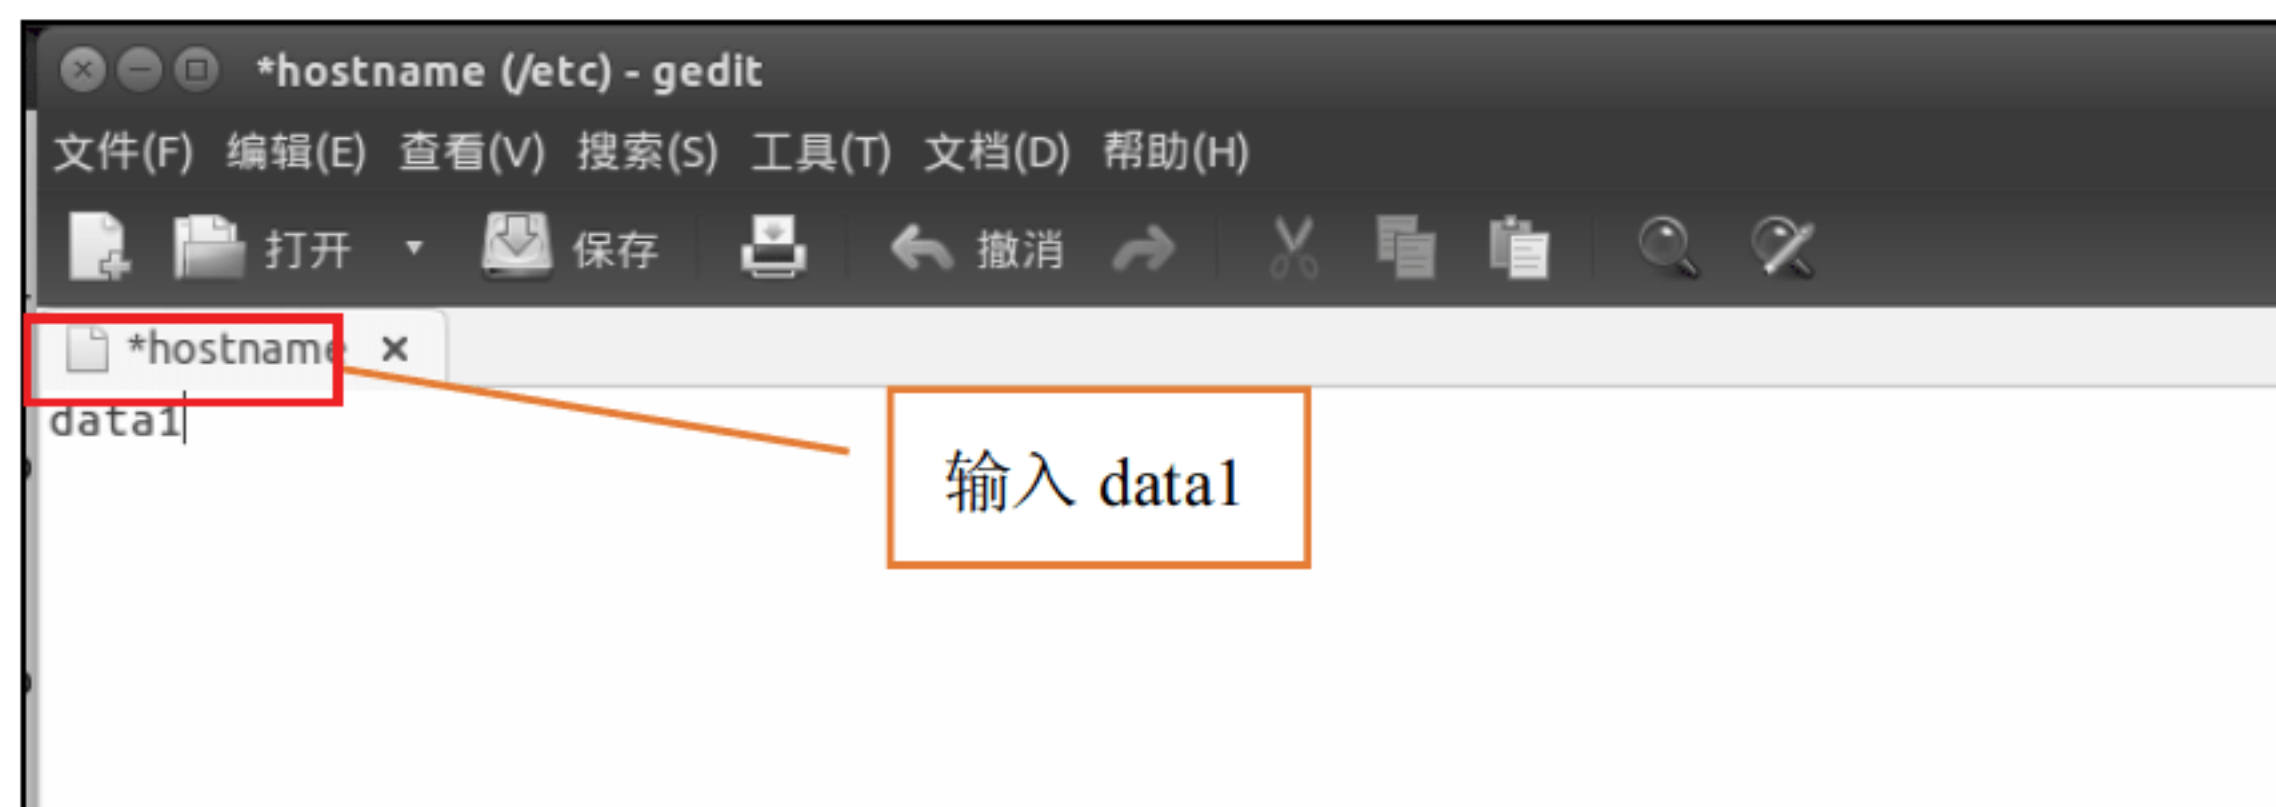 *hostname (/etc) - gedit
文件(F) 编辑(E) 查看(V) 搜索(S) 工具(T) 文档(D) 帮助(H)
打开 保存 撤消
*hostname
data1
输入 data1